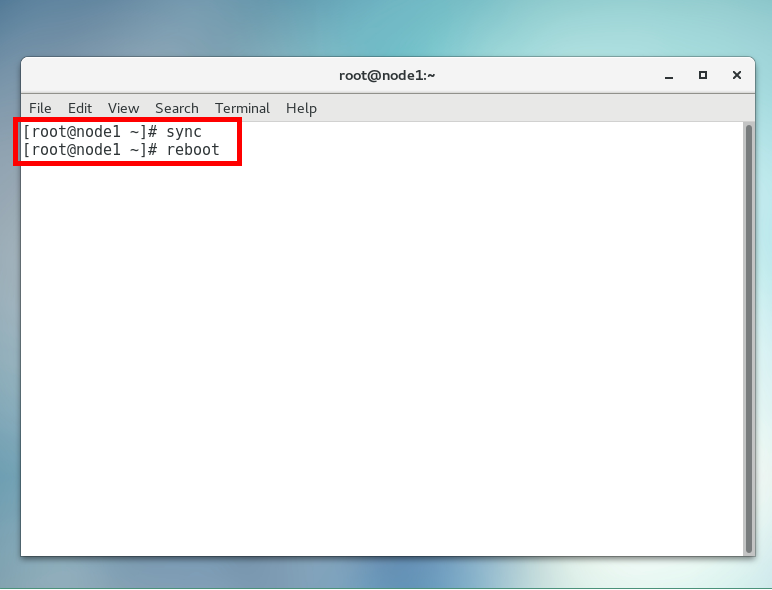 root@node1:~
File Edit View Search Terminal Help
[root@node1 ~]# sync
[root@node1 ~]# reboot